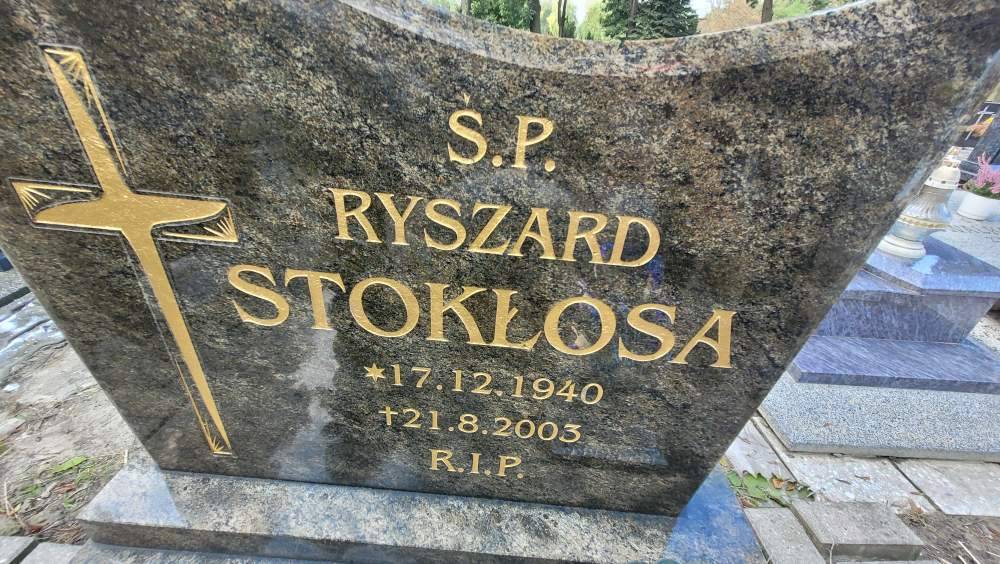 Ś.P.
RYSZARD
STOKŁOSA
*17.12.1940
†21.8.2003
R.I.P.